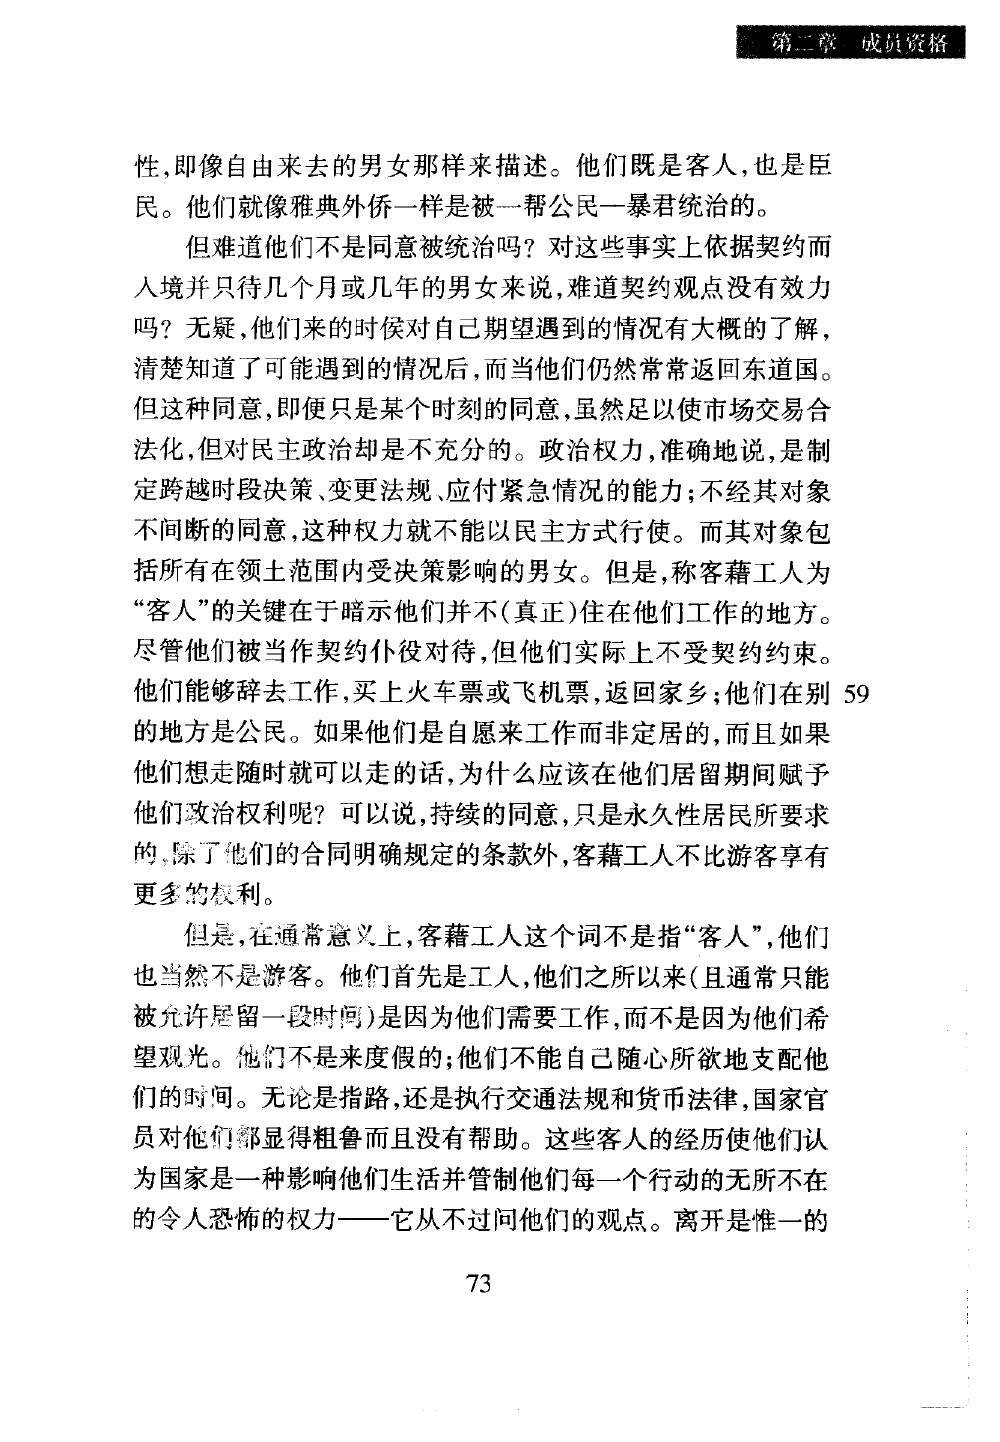 第二章 成员资格
性,即像自由来去的男女那样来描述。他们既是客人,也是臣
民。他们就像雅典外侨一样是被一帮公民—暴君统治的。
但难道他们不是同意被统治吗？对这些事实上依据契约而
入境并只待几个月或几年的男女来说,难道契约观点没有效力
吗？无疑,他们来的时侯对自己期望遇到的情况有大概的了解,
清楚知道了可能遇到的情况后,而当他们仍然常常返回东道国。
但这种同意,即便只是某个时刻的同意,虽然足以使市场交易合
法化,但对民主政治却是不充分的。政治权力,准确地说,是制
定跨越时段决策、变更法规、应付紧急情况的能力;不经其对象
不间断的同意,这种权力就不能以民主方式行使。而其对象包
括所有在领土范围内受决策影响的男女。但是,称客藉工人为
“客人”的关键在于暗示他们并不(真正)住在他们工作的地方。
尽管他们被当作契约仆役对待,但他们实际上不受契约约束。
他们能够辞去工作,买上火车票或飞机票,返回家乡;他们在别 59
的地方是公民。如果他们是自愿来工作而非定居的,而且如果
他们想走随时就可以走的话,为什么应该在他们居留期间赋予
他们政治权利呢？可以说,持续的同意,只是永久性居民所要求
的,除了他们的合同明确规定的条款外,客藉工人不比游客享有
更多的权利。
但是,在通常意义上,客藉工人这个词不是指“客人”,他们
也当然不是游客。他们首先是工人,他们之所以来(且通常只能
被允许居留一段时间)是因为他们需要工作,而不是因为他们希
望观光。他们不是来度假的;他们不能自己随心所欲地支配他
们的时间。无论是指路,还是执行交通法规和货币法律,国家官
员对他们都显得粗鲁而且没有帮助。这些客人的经历使他们认
为国家是一种影响他们生活并管制他们每一个行动的无所不在
的令人恐怖的权力——它从不过问他们的观点。离开是惟一的
73